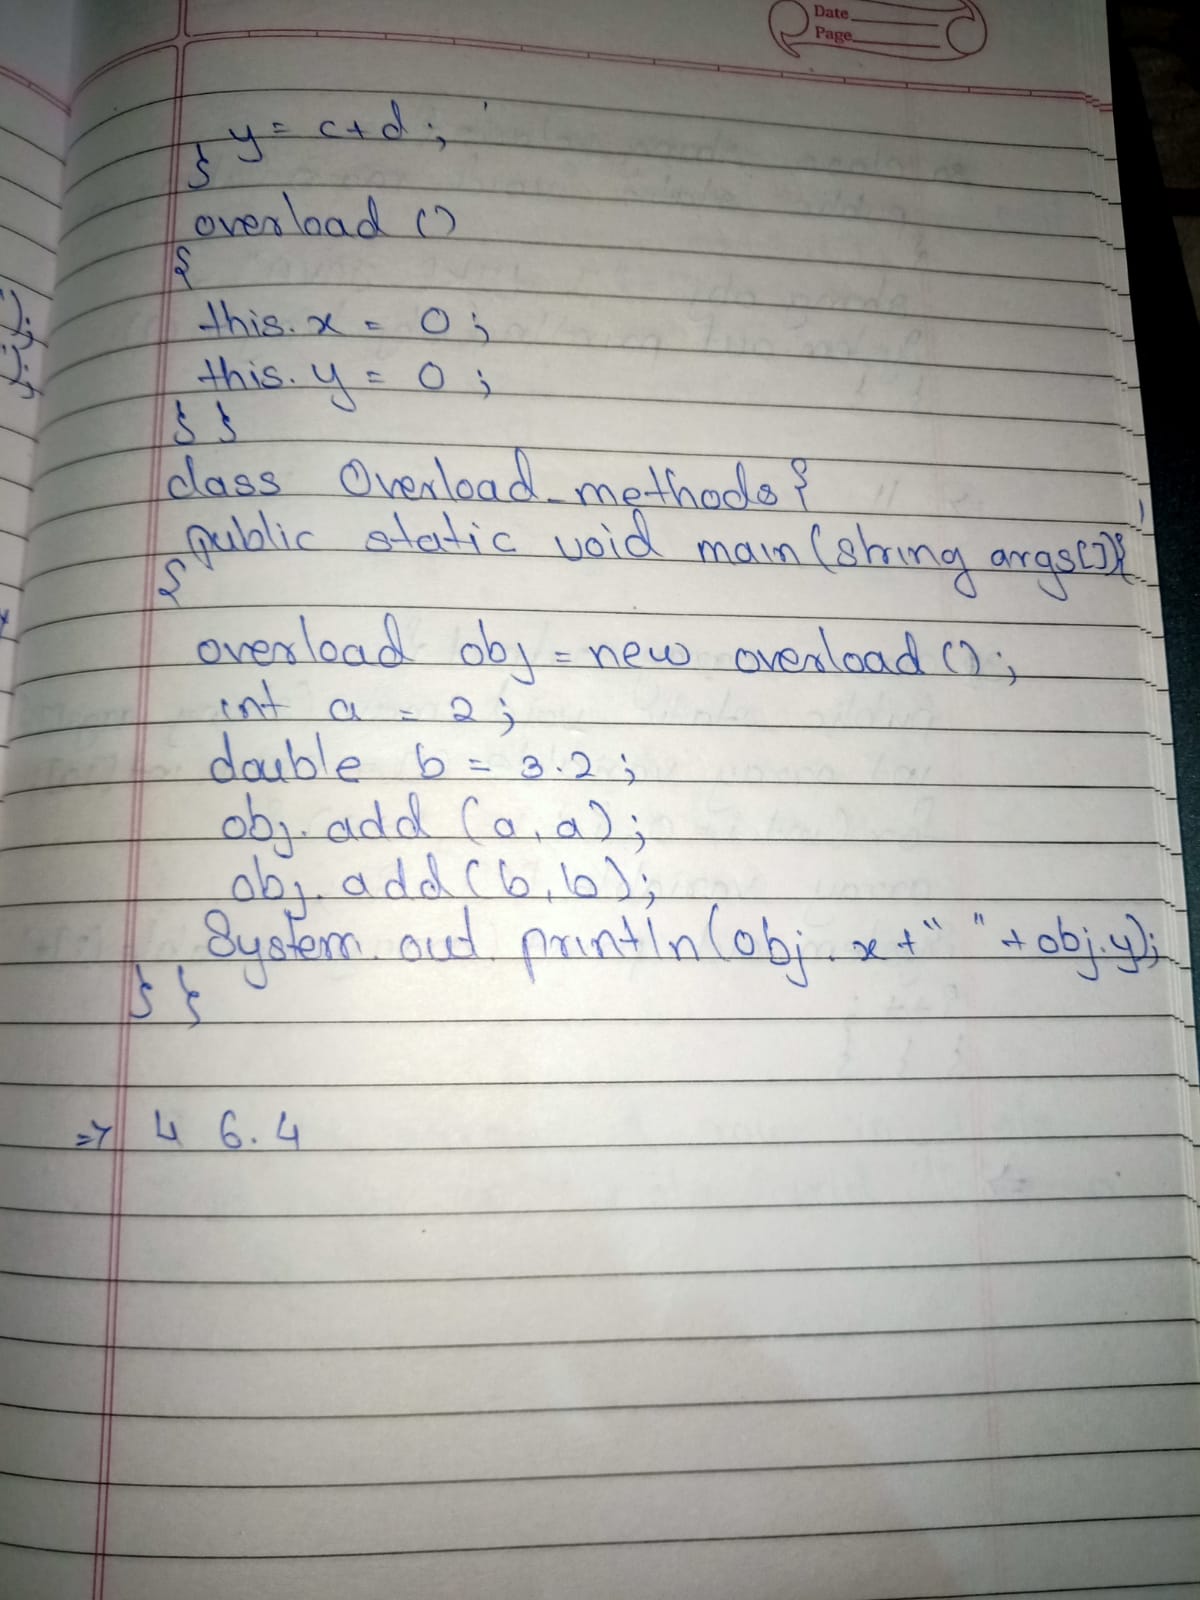 Date
Page
y = c+d ;
}
overload ()
{
this.x = 0 ;
this.y = 0 ;
} }
class Overload_methods {
public static void main (string args[]){
{
overload obj = new overload () ;
int a = 2 ;
double b = 3.2 ;
obj. add (a, a) ;
obj. add (b, b) ;
System. out. println (obj. x + " " + obj.y);
} }
=> 4 6.4